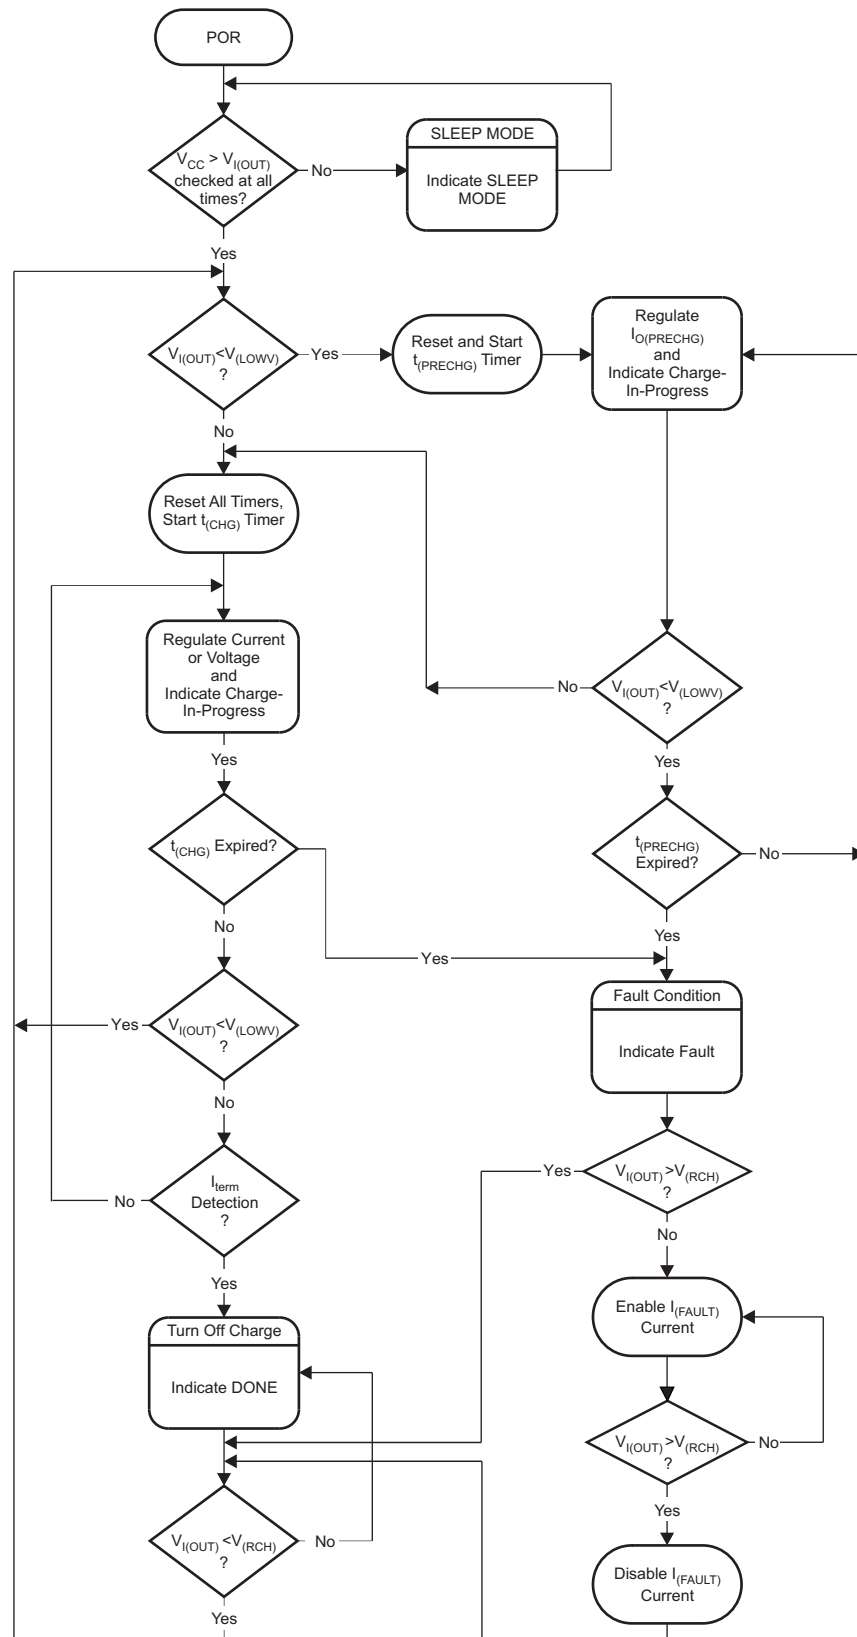 POR
V_CC > V_I(OUT)
checked at all
times?
No
SLEEP MODE
Indicate SLEEP
MODE
Yes
V_I(OUT)<V_(LOWV)
?
Yes
Reset and Start
t_(PRECHG) Timer
Regulate
I_O(PRECHG)
and
Indicate Charge-
In-Progress
No
Reset All Timers,
Start t_(CHG) Timer
Regulate Current
or Voltage
and
Indicate Charge-
In-Progress
No
V_I(OUT)<V_(LOWV)
?
Yes
Yes
t_(CHG) Expired?
t_(PRECHG)
Expired?
No
No
Yes
Yes
Fault Condition
Indicate Fault
Yes
V_I(OUT)<V_(LOWV)
?
No
Yes
V_I(OUT)>V_(RCH)
?
No
No
I_term
Detection
?
Yes
Enable I_(FAULT)
Current
Turn Off Charge
Indicate DONE
V_I(OUT)>V_(RCH)
?
No
Yes
V_I(OUT) <V_(RCH)
?
No
Disable I_(FAULT)
Current
Yes